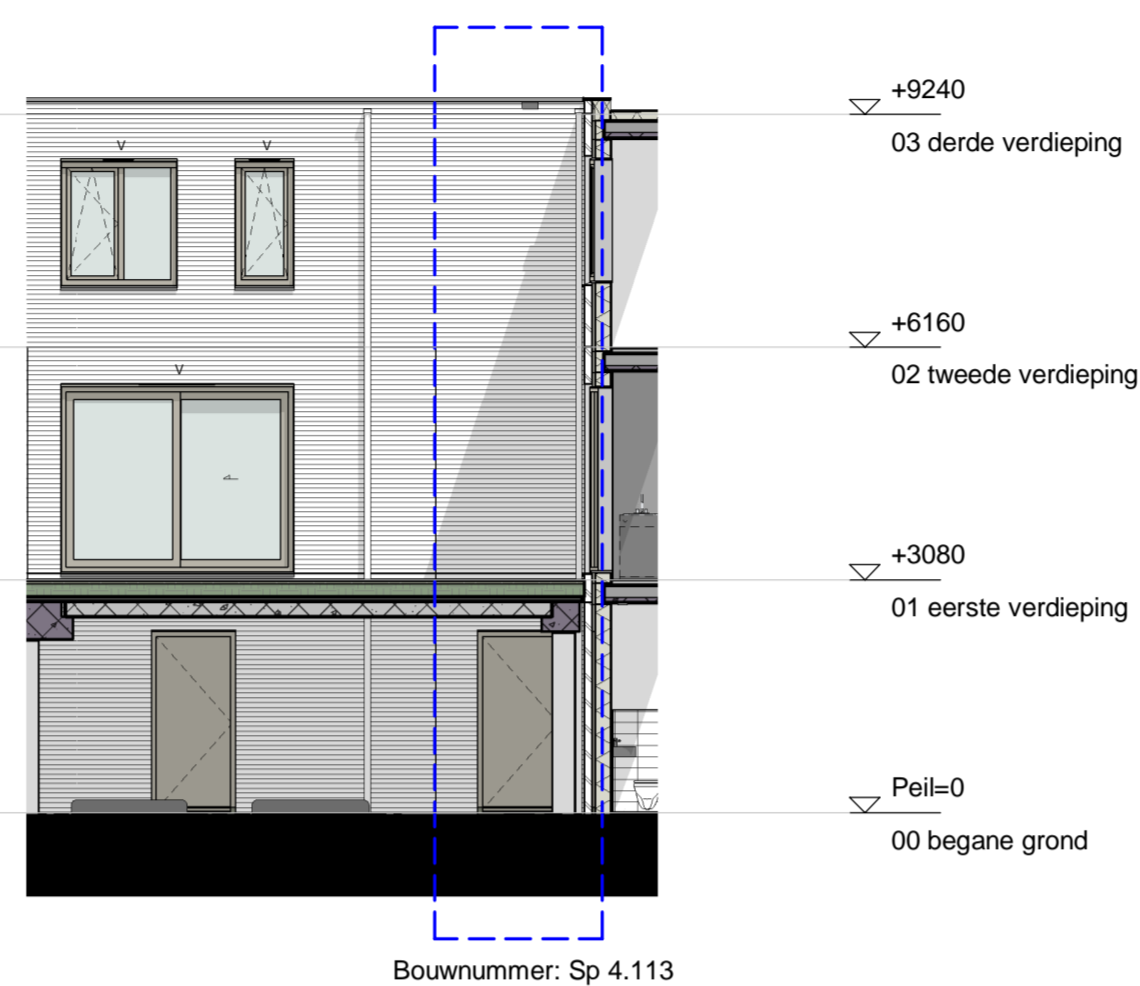 +9240
03 derde verdieping
V V
+6160
02 tweede verdieping
V
+3080
01 eerste verdieping
Peil=0
00 begane grond
Bouwnummer: Sp 4.113